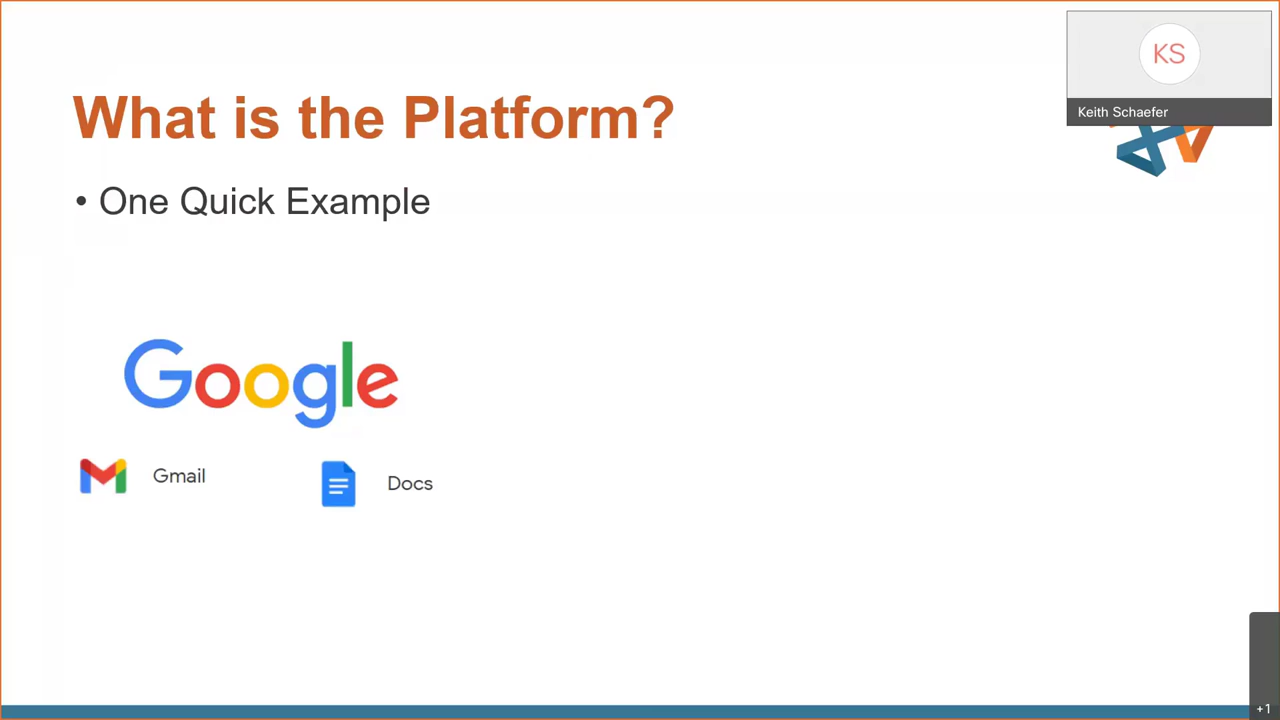 KS
Keith Schaefer
What is the Platform?
• One Quick Example
Google
Gmail
Docs
+1